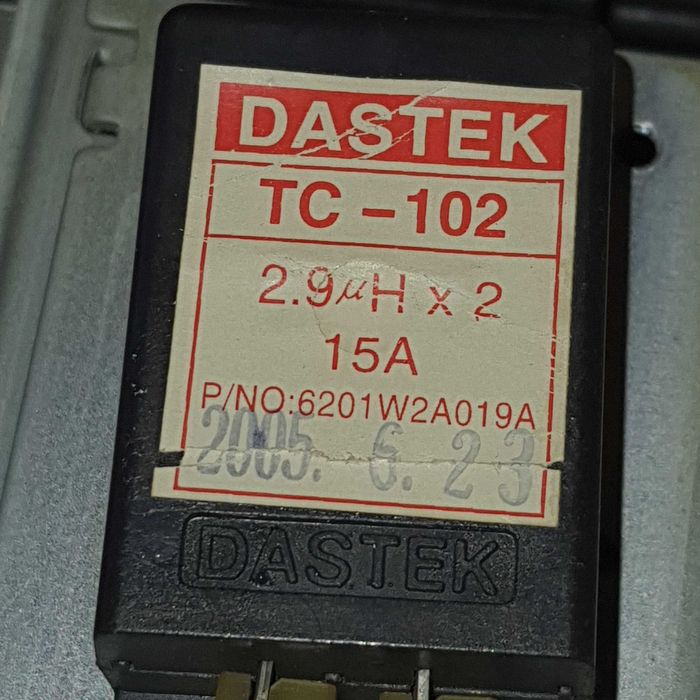 DASTEK
TC-102
2.9μH x 2
15A
P/NO:6201W2A019A
2005. 6. 23
DASTEK